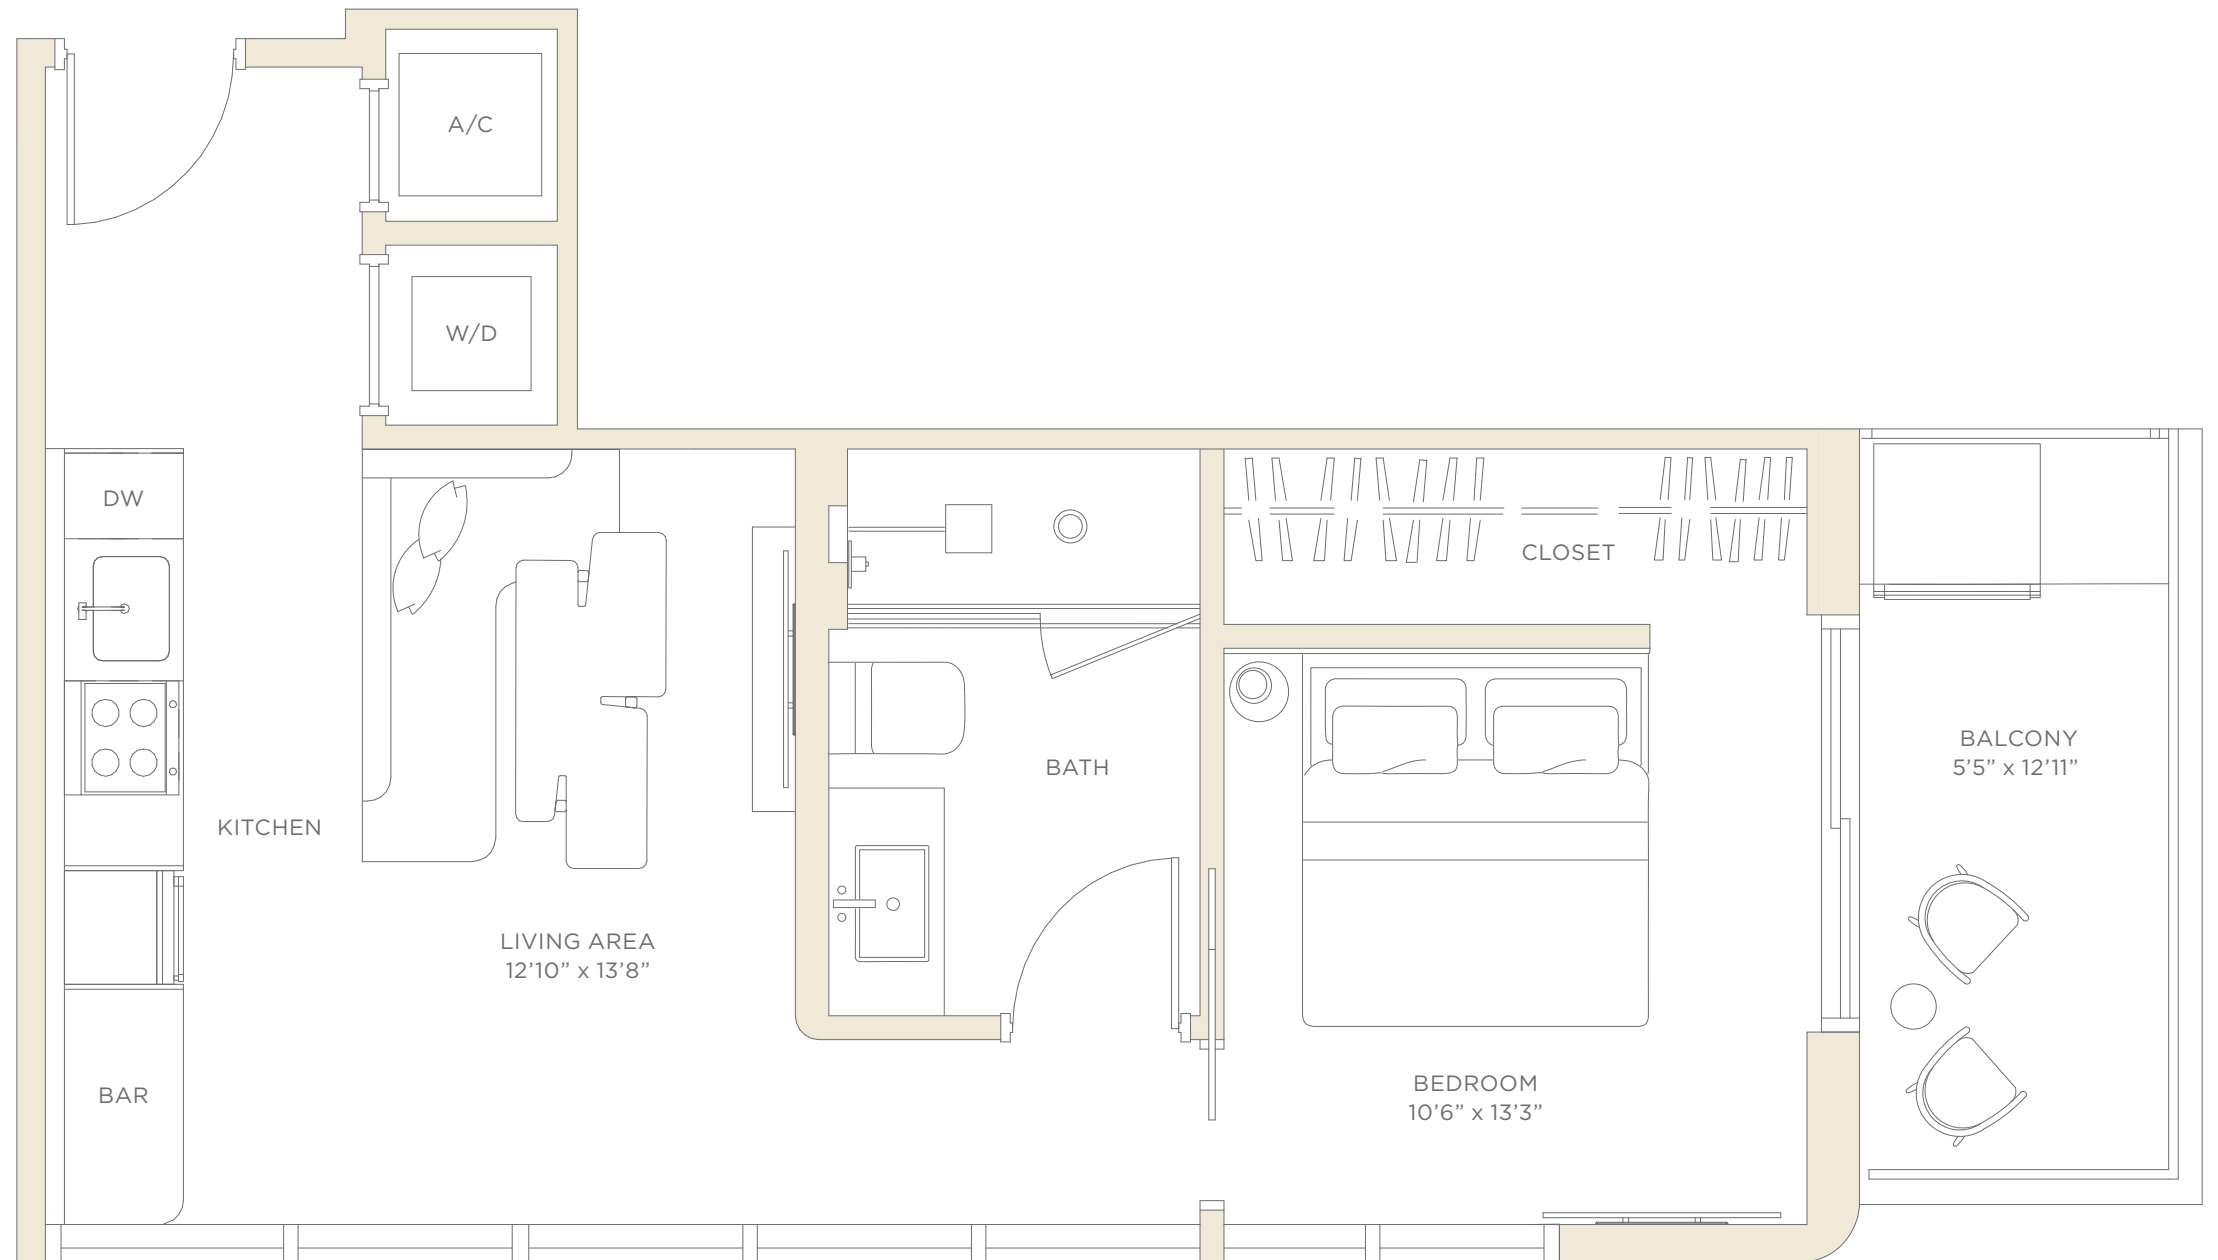 A/C
W/D
DW
CLOSET
BALCONY
5’5” x 12’11”
BATH
KITCHEN
LIVING AREA
12’10” x 13’8”
BEDROOM
10’6” x 13’3”
BAR